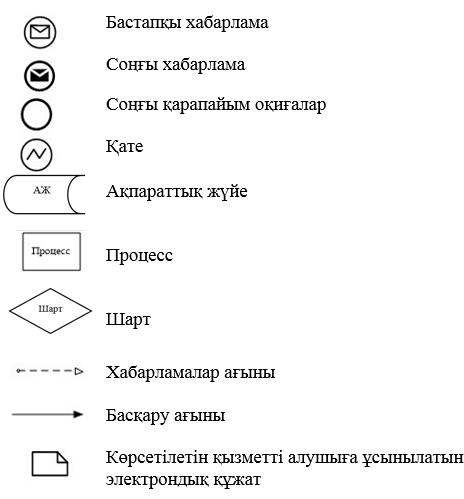 Бастапқы хабарлама
Соңғы хабарлама
Соңғы қарапайым оқиғалар
Қате
АЖ
Ақпараттық жүйе
Процесс
Процесс
Шарт
Шарт
Хабарламалар ағыны
Басқару ағыны
Көрсетілетін қызметті алушыға ұсынылатын
электрондық құжат